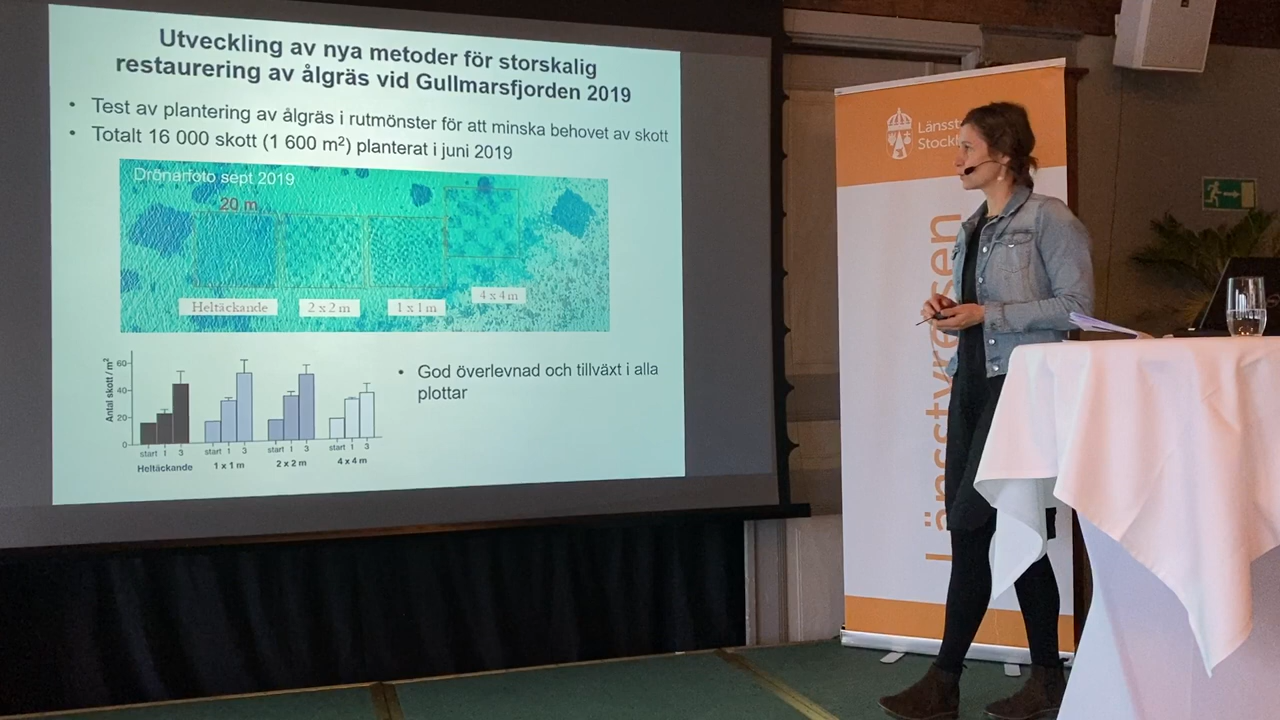 Utveckling av nya metoder för storskalig
restaurering av ålgräs vid Gullmarsfjorden 2019
• Test av plantering av ålgräs i rutmönster för att minska behovet av skott
• Totalt 16 000 skott (1 600 m²) planterat i juni 2019
Drönarfoto sept 2019
20 m
Heltäckande
2 x 2 m
1 x 1 m
4 x 4 m
• God överlevnad och tillväxt i alla
plottar
Antal skott / m²
60
40
20
0
start 1 3
start 1 3
start 1 3
start 1 3
Heltäckande
1 x 1 m
2 x 2 m
4 x 4 m
Länsst
Stock